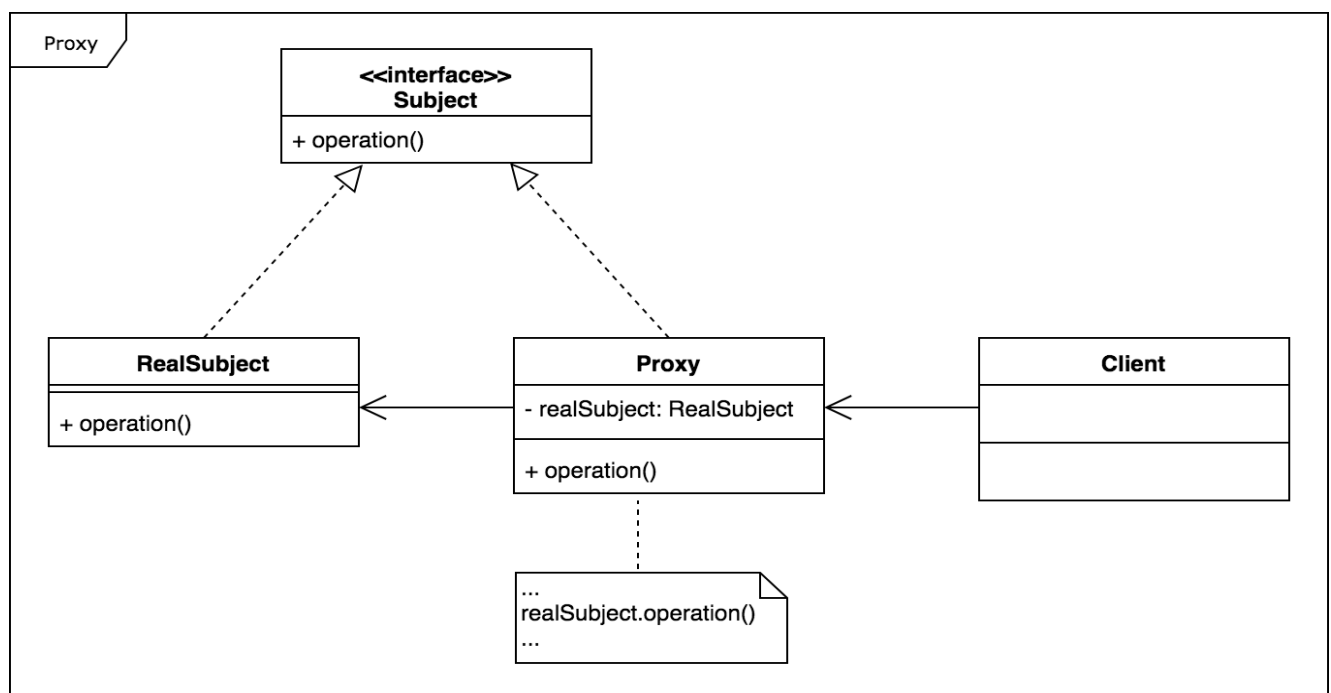 Proxy
<<interface>>
Subject
+ operation()
RealSubject
+ operation()
Proxy
- realSubject: RealSubject
+ operation()
Client
...
realSubject.operation()
...